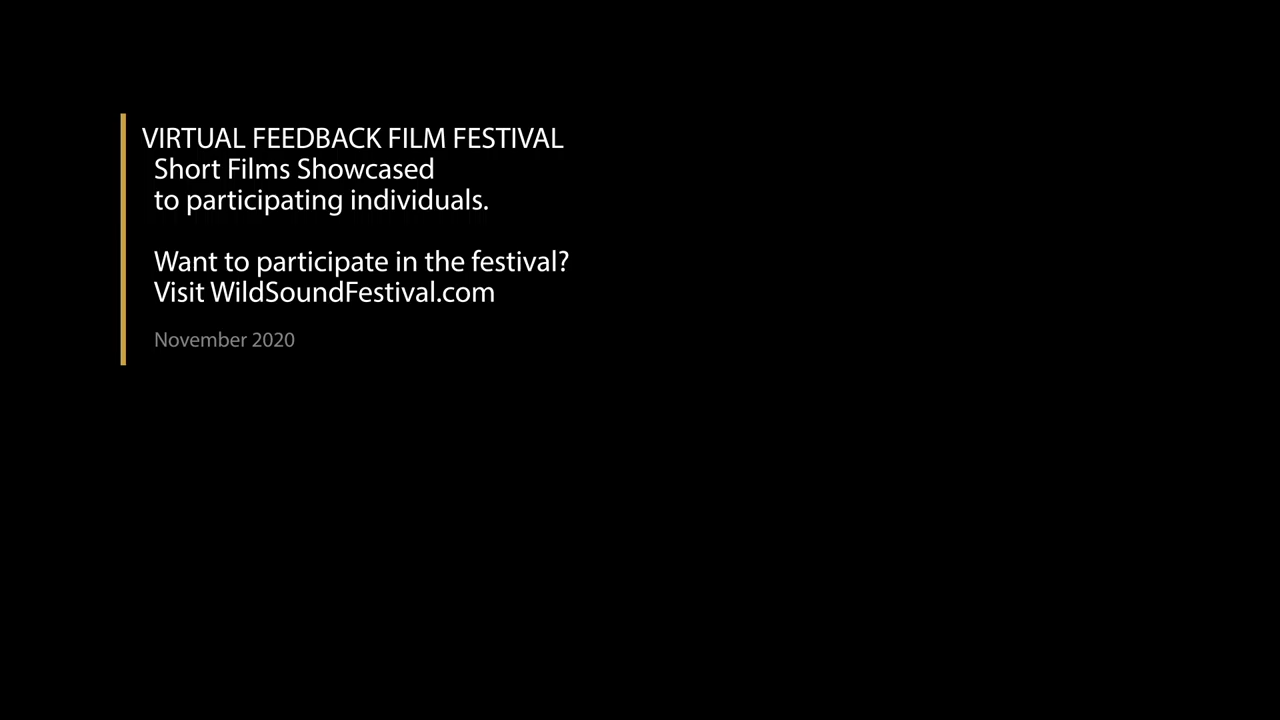 VIRTUAL FEEDBACK FILM FESTIVAL
Short Films Showcased
to participating individuals.
Want to participate in the festival?
Visit WildSoundFestival.com
November 2020